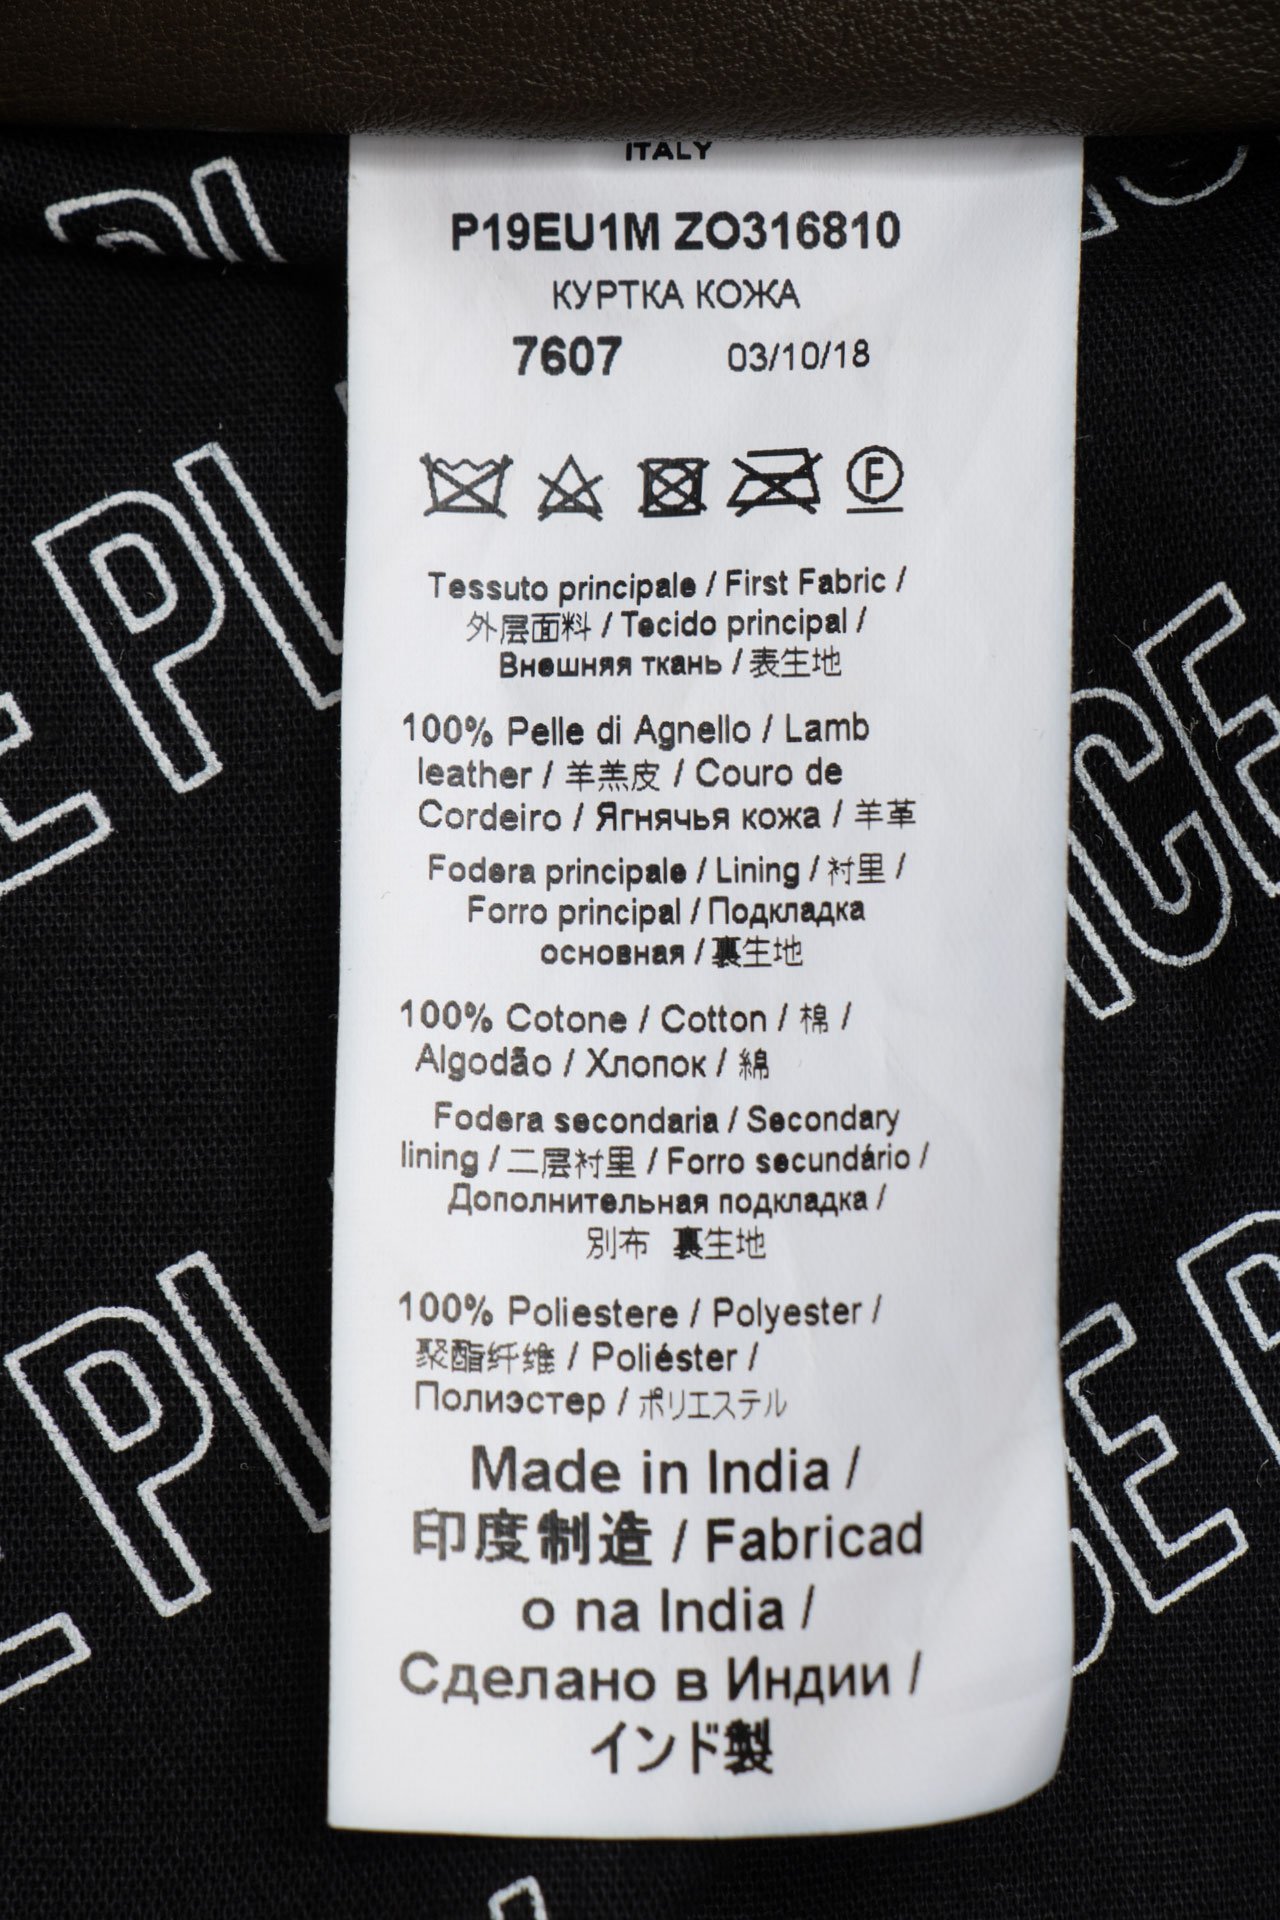 ITALY
P19EU1M ZO316810
КУРТКА КОЖА
7607 03/10/18
F
Tessuto principale / First Fabric /
外层面料 / Tecido principal /
Внешняя ткань / 表生地
100% Pelle di Agnello / Lamb
leather / 羊羔皮 / Couro de
Cordeiro / Ягнячья кожа / 羊革
Fodera principale / Lining / 衬里 /
Forro principal / Подкладка
основная / 裏生地
100% Cotone / Cotton / 棉 /
Algodão / Хлопок / 綿
Fodera secondaria / Secondary
lining / 二层衬里 / Forro secundário /
Дополнительная подкладка /
別布 裏生地
100% Poliestere / Polyester /
聚酯纤维 / Poliéster /
Полиэстер / ポリエステル
Made in India /
印度制造 / Fabricad
o na India /
Сделано в Индии /
インド製